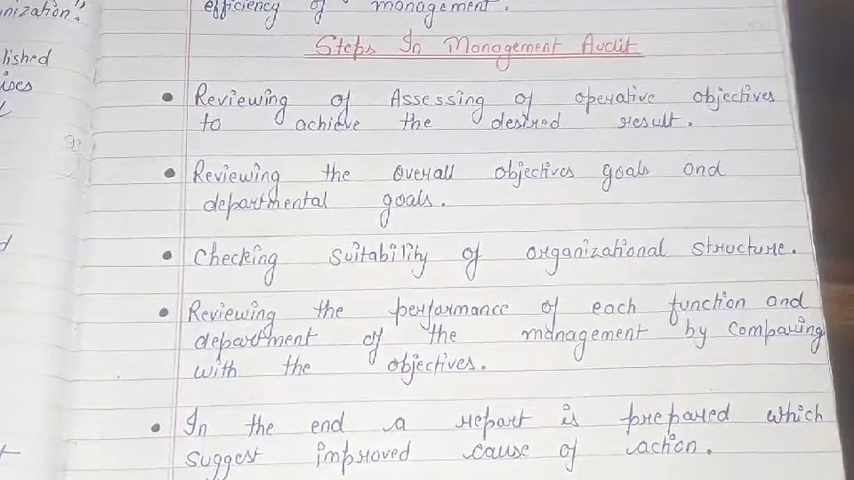 nization."
lished
ises
efficiency of management.
Steps In Management Audit
• Reviewing of Assessing of operative objectives
to achieve the desired result.
• Reviewing the overall objectives goals and
departmental goals.
• Checking Suitability of organizational structure.
• Reviewing the performance of each function and
department of the management by comparing
with the objectives.
• In the end a report is prepared which
suggest improved cause of action.